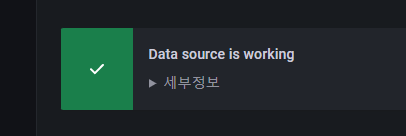 Data source is working
▶ 세부정보